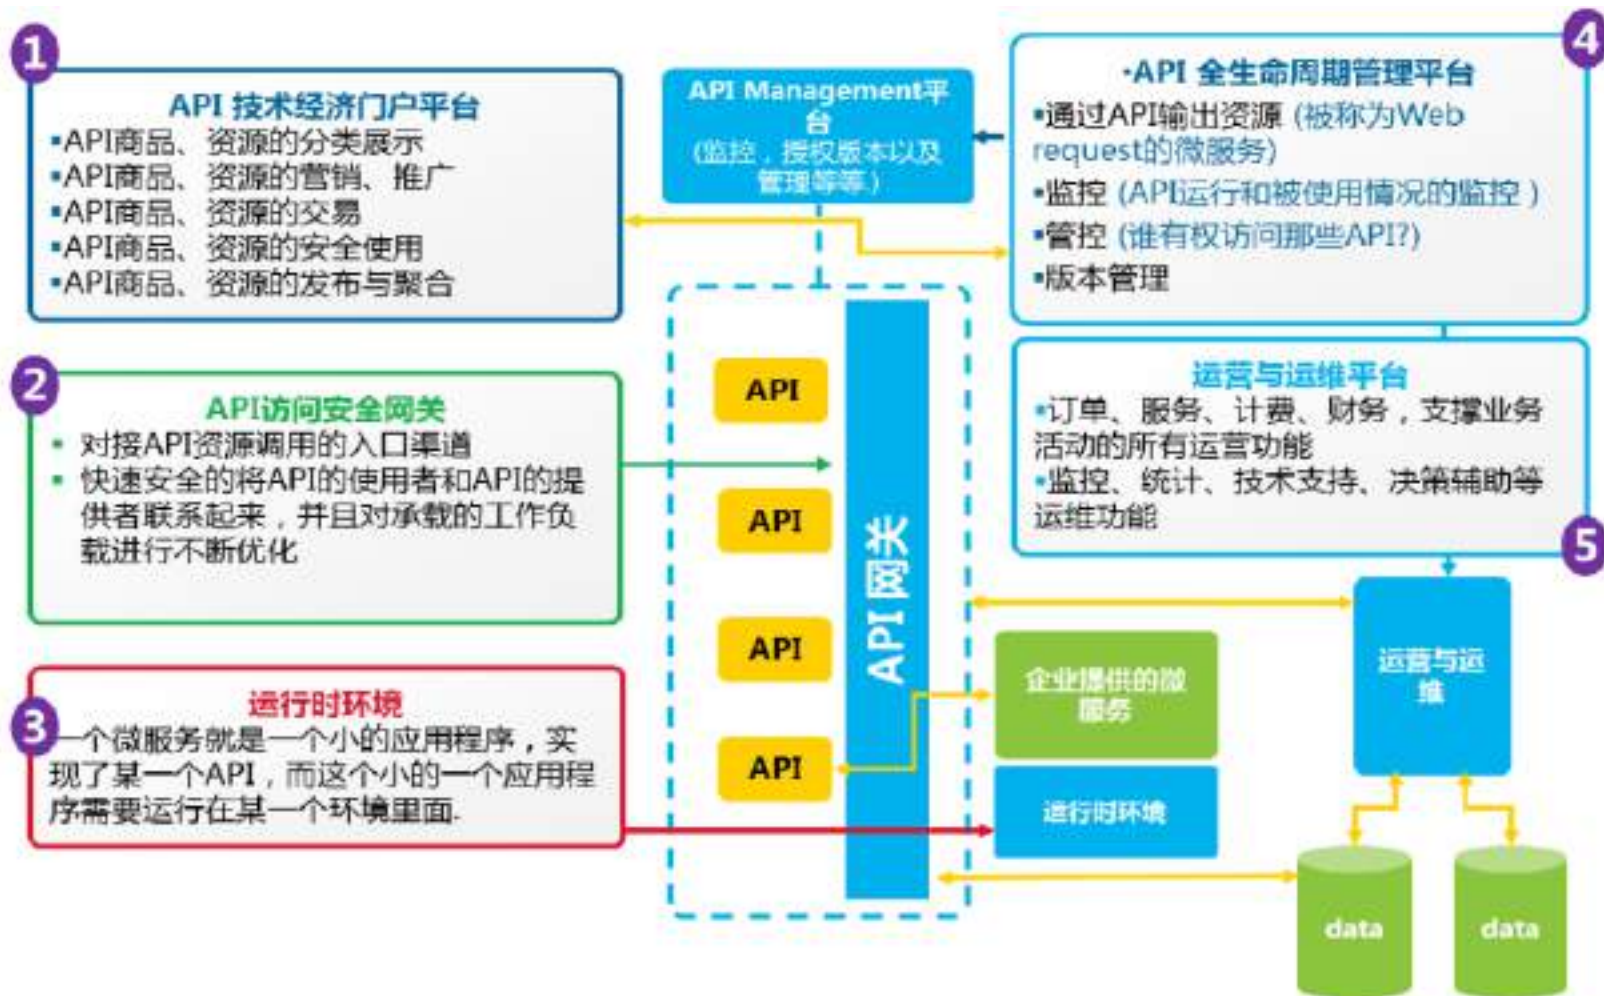 1
API 技术经济门户平台
▪API商品、资源的分类展示
▪API商品、资源的营销、推广
▪API商品、资源的交易
▪API商品、资源的安全使用
▪API商品、资源的发布与聚合
2
API访问安全网关
▪ 对接API资源调用的入口渠道
▪ 快速安全的将API的使用者和API的提
供者联系起来，并且对承载的工作负
载进行不断优化
3
运行时环境
一个微服务就是一个小的应用程序，实
现了某一个API，而这个小的一个应用程
序需要运行在某一个环境里面.
API Management平
台
(监控，授权版本以及
管理等等.)
API
API
API
API
API 网关
4
·API 全生命周期管理平台
▪通过API输出资源 (被称为Web
request的微服务)
▪监控 (API运行和被使用情况的监控 )
▪管控 (谁有权访问那些API?)
▪版本管理
运营与运维平台
▪订单、服务、计费、财务，支撑业务
活动的所有运营功能
▪监控、统计、技术支持、决策辅助等
运维功能
5
企业提供的微
服务
运行时环境
运营与运
维
data
data